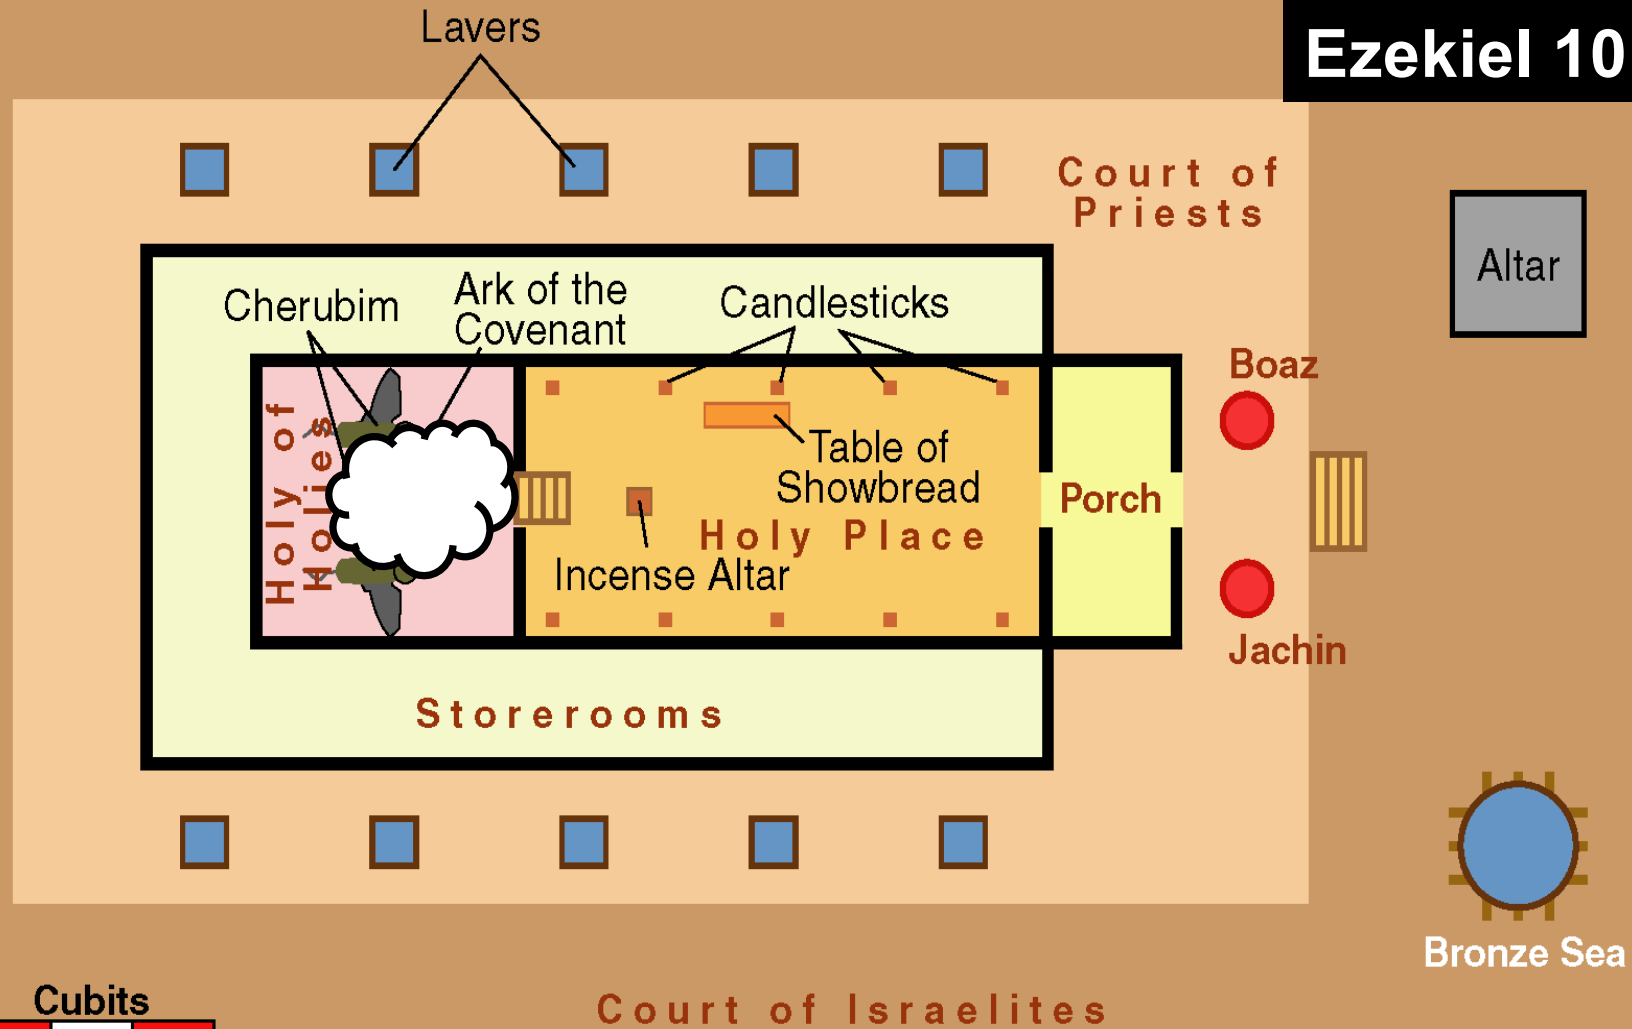 Lavers
Ezekiel 10
Court of
Priests
Altar
Cherubim
Ark of the
Covenant
Candlesticks
Boaz
Holy of
Holies
Table of
Showbread
Porch
Holy Place
Incense Altar
Jachin
Storerooms
Bronze Sea
Cubits
Court of Israelites